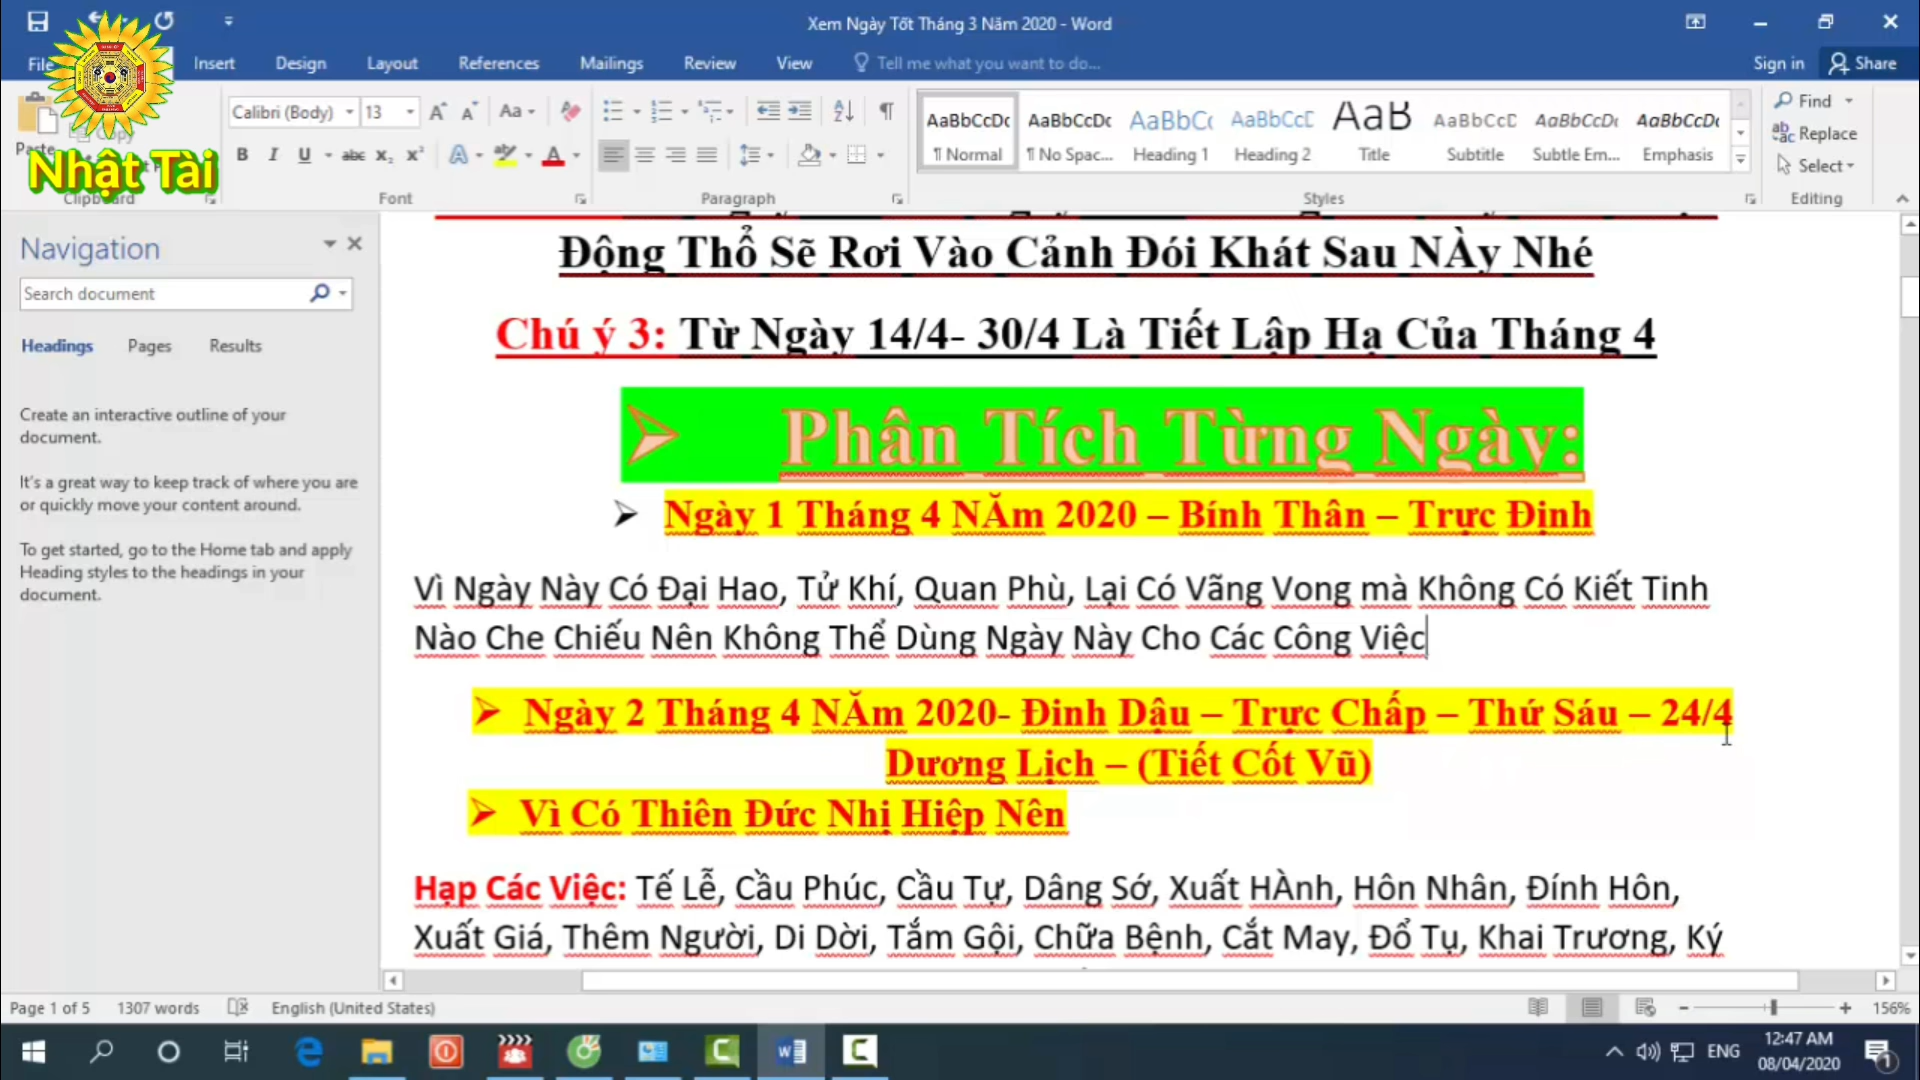 Xem Ngày Tốt Tháng 3 Năm 2020 - Word
Insert Design Layout References Mailings Review View Tell me what you want to do... Sign in Share
Calibri (Body) 13 Aa
Nhật Tài
Font Paragraph Styles Editing
AaBbCcDc AaBbCcDc AaBbC AaBbCcC AaB AaBbCcC AaBbCcDc AaBbCcDc
¶ Normal ¶ No Spac... Heading 1 Heading 2 Title Subtitle Subtle Em... Emphasis
Find
Replace
Select
Navigation
Search document
Headings Pages Results
Create an interactive outline of your
document.
It's a great way to keep track of where you are
or quickly move your content around.
To get started, go to the Home tab and apply
Heading styles to the headings in your
document.
Động Thổ Sẽ Rơi Vào Cảnh Đói Khát Sau NÀy Nhé
Chú ý 3: Từ Ngày 14/4- 30/4 Là Tiết Lập Hạ Của Tháng 4
➢ Phân Tích Từng Ngày:
➢ Ngày 1 Tháng 4 NĂm 2020 – Bính Thân – Trực Định
Vì Ngày Này Có Đại Hao, Tử Khí, Quan Phù, Lại Có Vãng Vong mà Không Có Kiết Tinh
Nào Che Chiếu Nên Không Thể Dùng Ngày Này Cho Các Công Việc
➢ Ngày 2 Tháng 4 NĂm 2020- Đinh Dậu – Trực Chấp – Thứ Sáu – 24/4
Dương Lịch – (Tiết Cốt Vũ)
➢ Vì Có Thiên Đức Nhị Hiệp Nên
Hạp Các Việc: Tế Lễ, Cầu Phúc, Cầu Tự, Dâng Sớ, Xuất HÀnh, Hôn Nhân, Đính Hôn,
Xuất Giá, Thêm Người, Di Dời, Tắm Gội, Chữa Bệnh, Cắt May, Đổ Tụ, Khai Trương, Ký
Page 1 of 5 1307 words English (United States) 156%
ENG
12:47 AM
08/04/2020